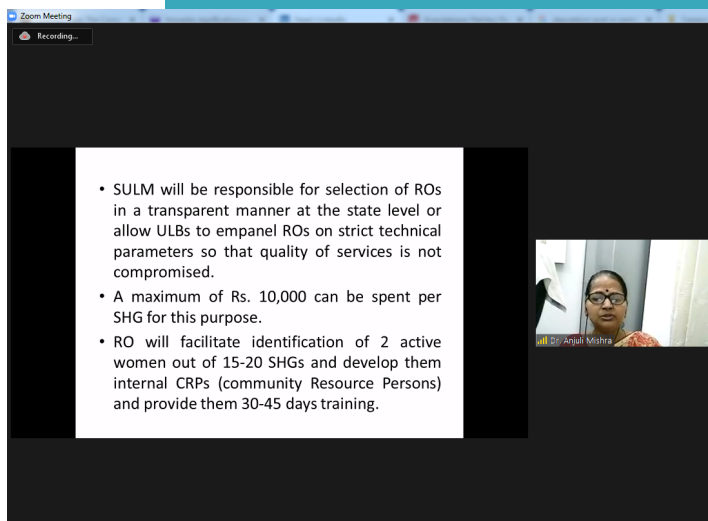 Zoom Meeting
Recording...
• SULM will be responsible for selection of ROs
in a transparent manner at the state level or
allow ULBs to empanel ROs on strict technical
parameters so that quality of services is not
compromised.
• A maximum of Rs. 10,000 can be spent per
SHG for this purpose.
• RO will facilitate identification of 2 active
women out of 15-20 SHGs and develop them
internal CRPs (community Resource Persons)
and provide them 30-45 days training.
Dr. Anjuli Mishra